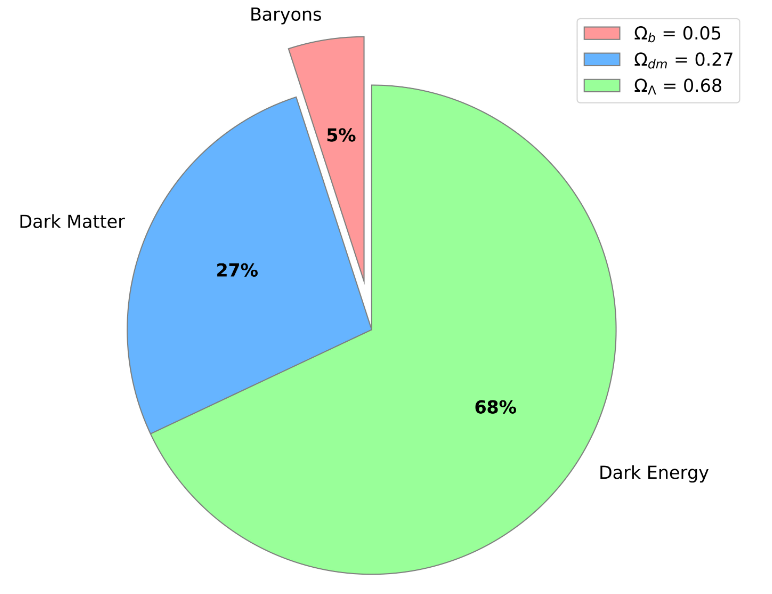 Baryons
Ω_b = 0.05
Ω_dm = 0.27
Ω_Λ = 0.68
5%
Dark Matter
27%
68%
Dark Energy